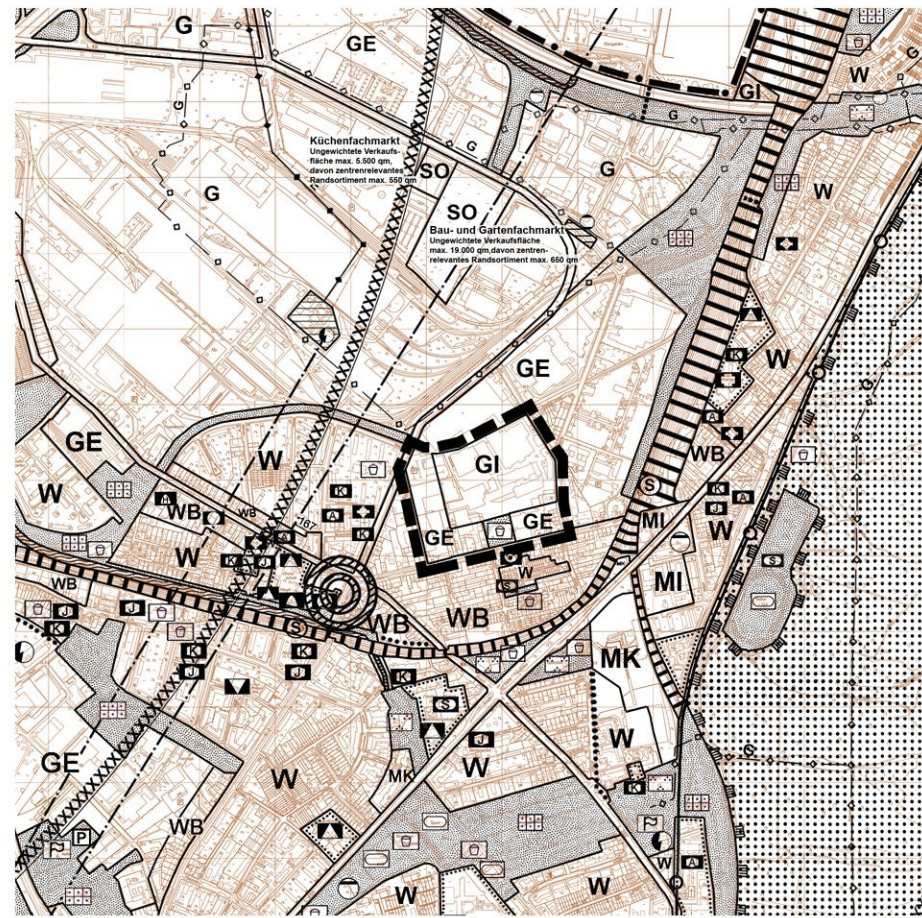 G
GE
A 44
W
GI
G
Küchenfachmarkt
Ungewichtete Verkaufs-
fläche max. 5.500 qm,
davon zentrenrelevantes
Randsortiment max. 550 qm
G
SO
G
G
G
W
SO
Bau- und Gartenfachmarkt
Ungewichtete Verkaufsfläche
max. 19.000 qm,davon zentren-
relevantes Randsortiment max. 650 qm
G
K
W
GE
A
WB
GE
W
GI
W
K
S
K
A
J
W
H
WB
WB
167
A
K
GE
GE
MI
A
W
K
J
W
S
MI
S
WB
J
K
J
S
WB
WB
MK
K
J
K
J
K
S
J
W
W
G
GE
W
MK
K
P
WB
W
A
W
W